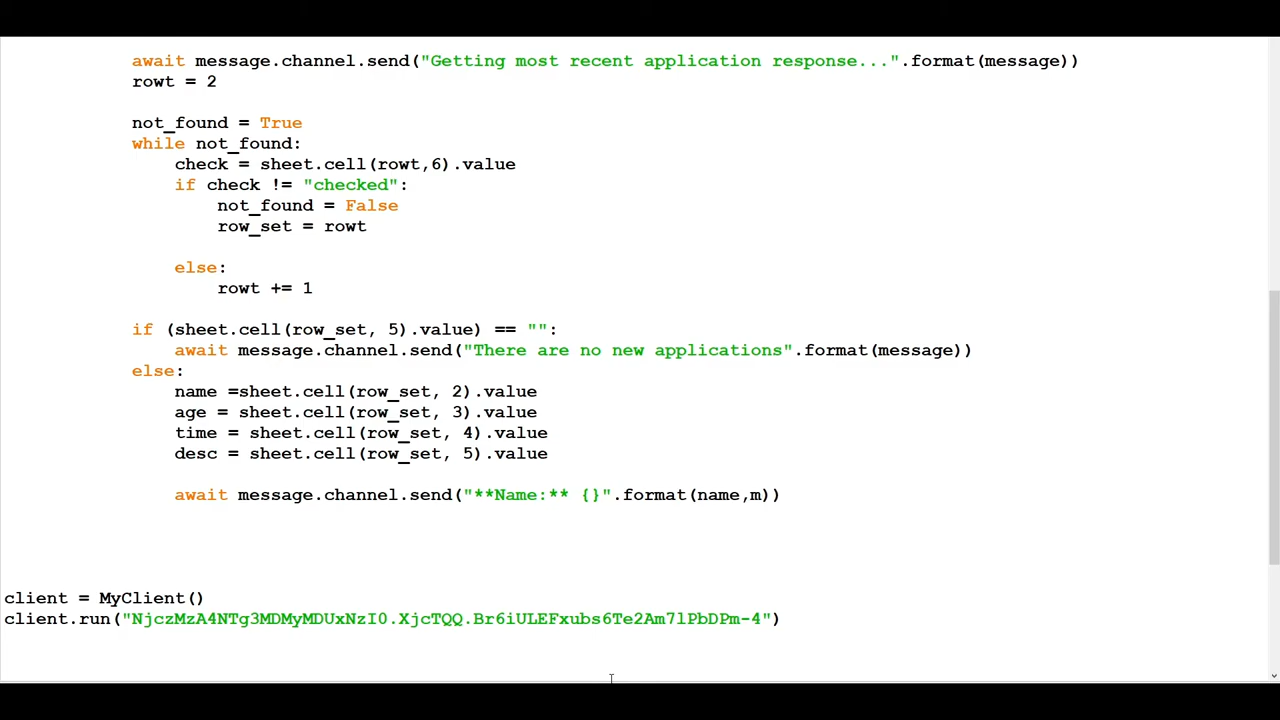 await message.channel.send("Getting most recent application response...".format(message))
rowt = 2
not_found = True
while not_found:
check = sheet.cell(rowt,6).value
if check != "checked":
not_found = False
row_set = rowt
else:
rowt += 1
if (sheet.cell(row_set, 5).value) == "":
await message.channel.send("There are no new applications".format(message))
else:
name =sheet.cell(row_set, 2).value
age = sheet.cell(row_set, 3).value
time = sheet.cell(row_set, 4).value
desc = sheet.cell(row_set, 5).value
await message.channel.send("**Name:** {}".format(name,m))
client = MyClient()
client.run("NjczMzA4NTg3MDMyMDUxNzI0.XjcTQQ.Br6iULEFxubs6Te2Am7lPbDPm-4")